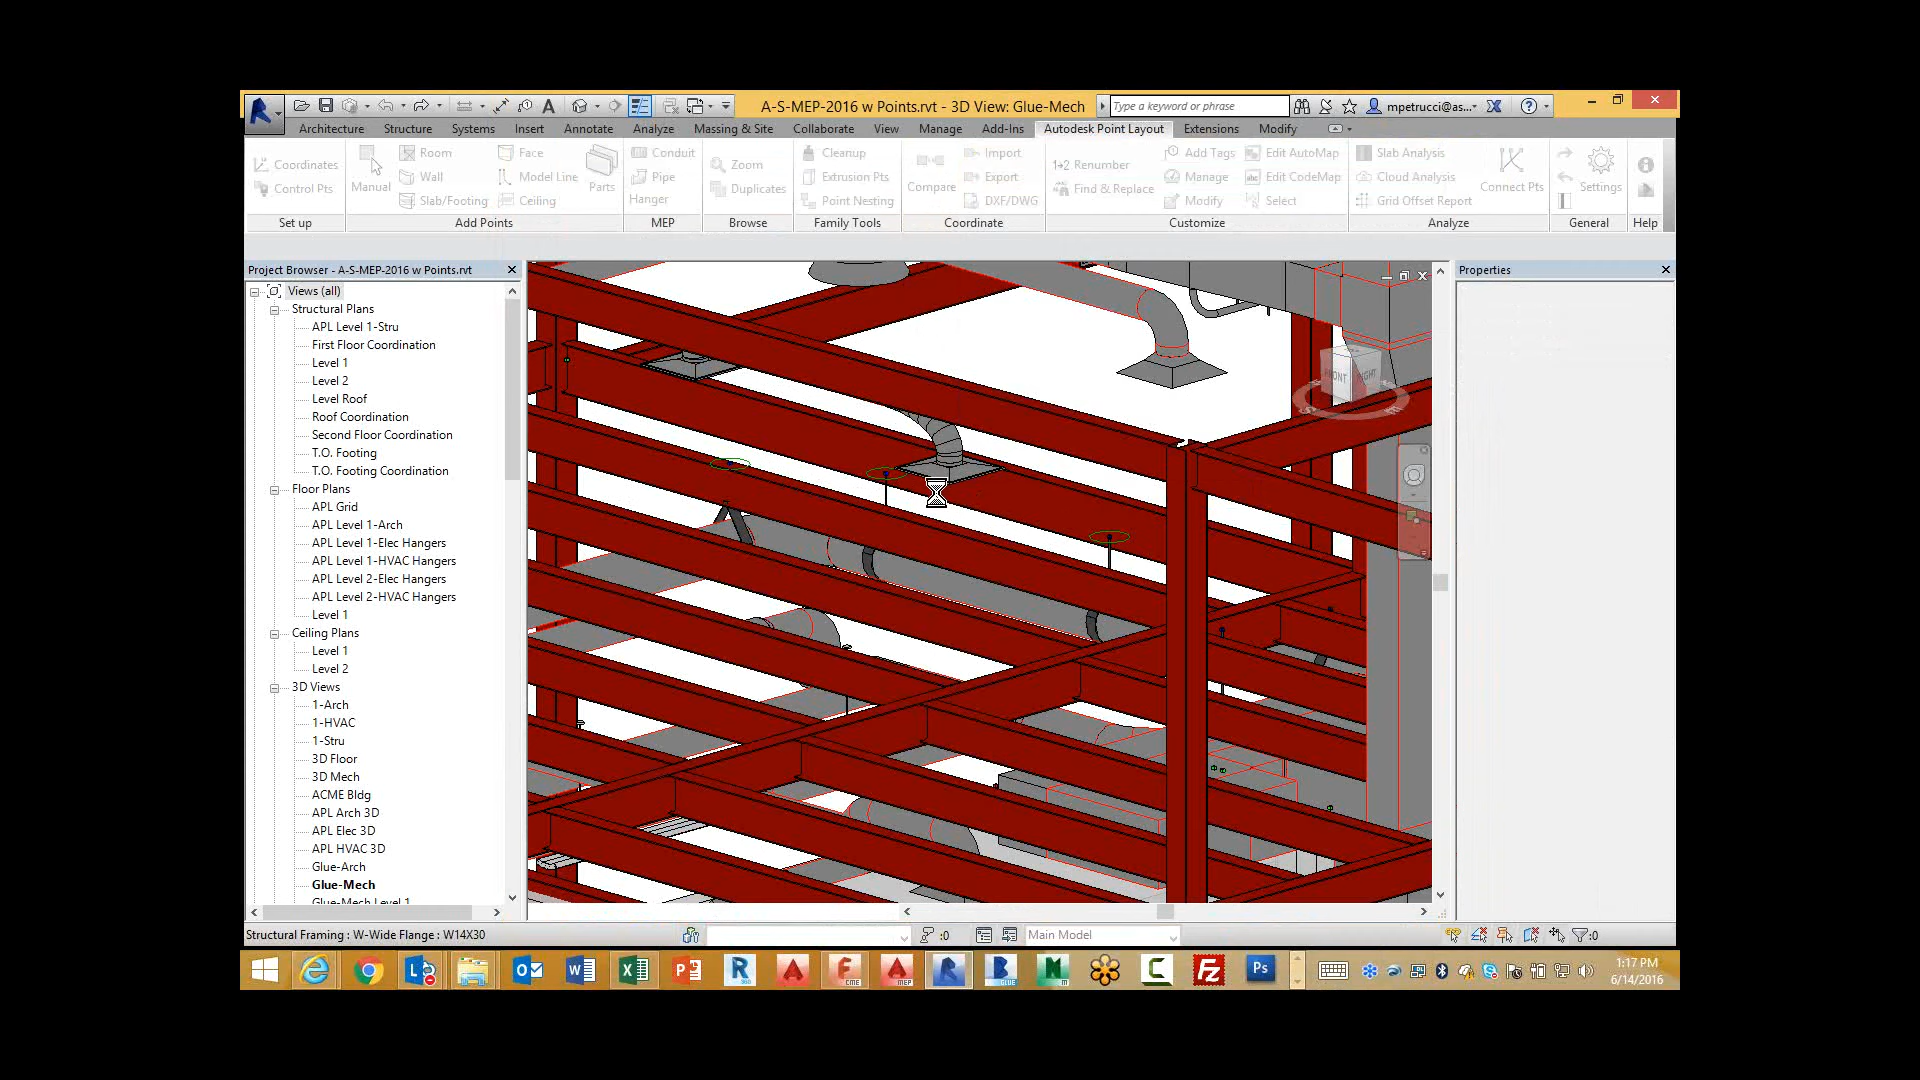 A-S-MEP-2016 w Points.rvt - 3D View: Glue-Mech
Type a keyword or phrase
mpetrucci@as...
Architecture Structure Systems Insert Annotate Analyze Massing & Site Collaborate View Manage Add-Ins Autodesk Point Layout Extensions Modify
Coordinates
Control Pts
Set up
Manual
Room
Wall
Slab/Footing
Face
Model Line
Ceiling
Parts
Add Points
Conduit
Pipe
Hanger
MEP
Zoom
Duplicates
Browse
Cleanup
Extrusion Pts
Point Nesting
Family Tools
Compare
Import
Export
DXF/DWG
Coordinate
1•2 Renumber
Find & Replace
Add Tags
Manage
Modify
Edit AutoMap
abc Edit CodeMap
Select
Customize
Slab Analysis
Cloud Analysis
Grid Offset Report
Connect Pts
Analyze
Settings
General
Help
Project Browser - A-S-MEP-2016 w Points.rvt
Properties
Views (all)
Structural Plans
APL Level 1-Stru
First Floor Coordination
Level 1
Level 2
Level Roof
Roof Coordination
Second Floor Coordination
T.O. Footing
T.O. Footing Coordination
Floor Plans
APL Grid
APL Level 1-Arch
APL Level 1-Elec Hangers
APL Level 1-HVAC Hangers
APL Level 2-Elec Hangers
APL Level 2-HVAC Hangers
Level 1
Ceiling Plans
Level 1
Level 2
3D Views
1-Arch
1-HVAC
1-Stru
3D Floor
3D Mech
ACME Bldg
APL Arch 3D
APL Elec 3D
APL HVAC 3D
Glue-Arch
Glue-Mech
Glue-Mech Level 1
FRONT RIGHT
Structural Framing : W-Wide Flange : W14X30
:0
Main Model
:0
1:17 PM
6/14/2016